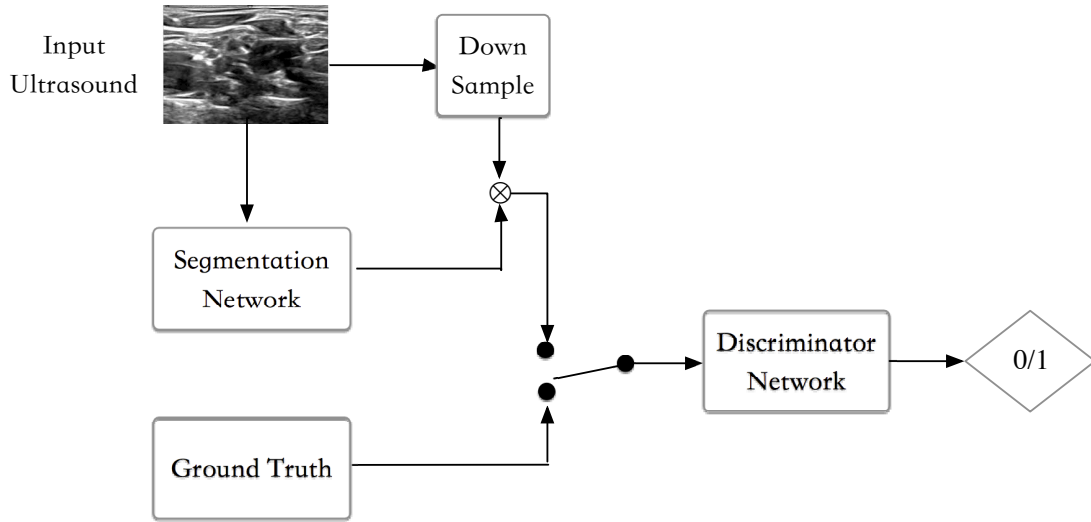 Input
Ultrasound
Down
Sample
Segmentation
Network
Discriminator
Network
0/1
Ground Truth